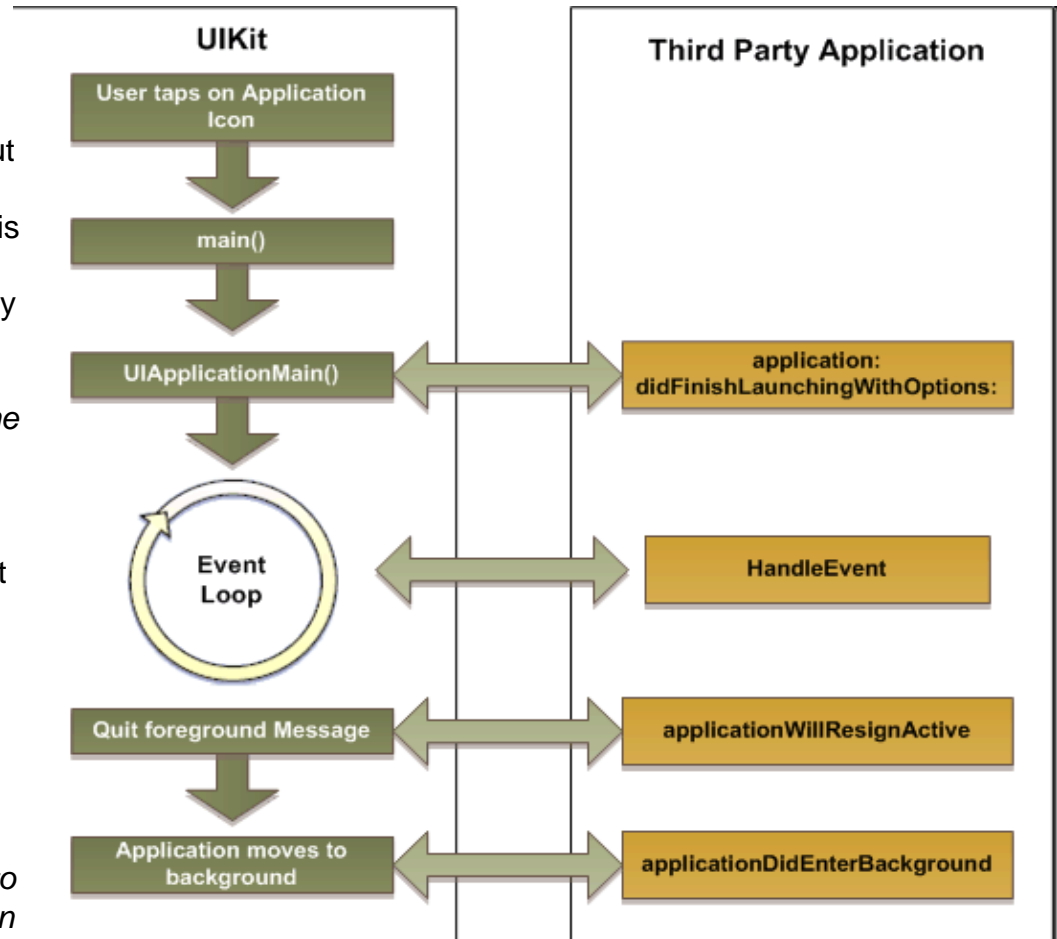 UIKit
Third Party Application
User taps on Application
Icon
main()
UIApplicationMain()
application:
didFinishLaunchingWithOptions:
Event
Loop
HandleEvent
Quit foreground Message
applicationWillResignActive
Application moves to
background
applicationDidEnterBackground
is